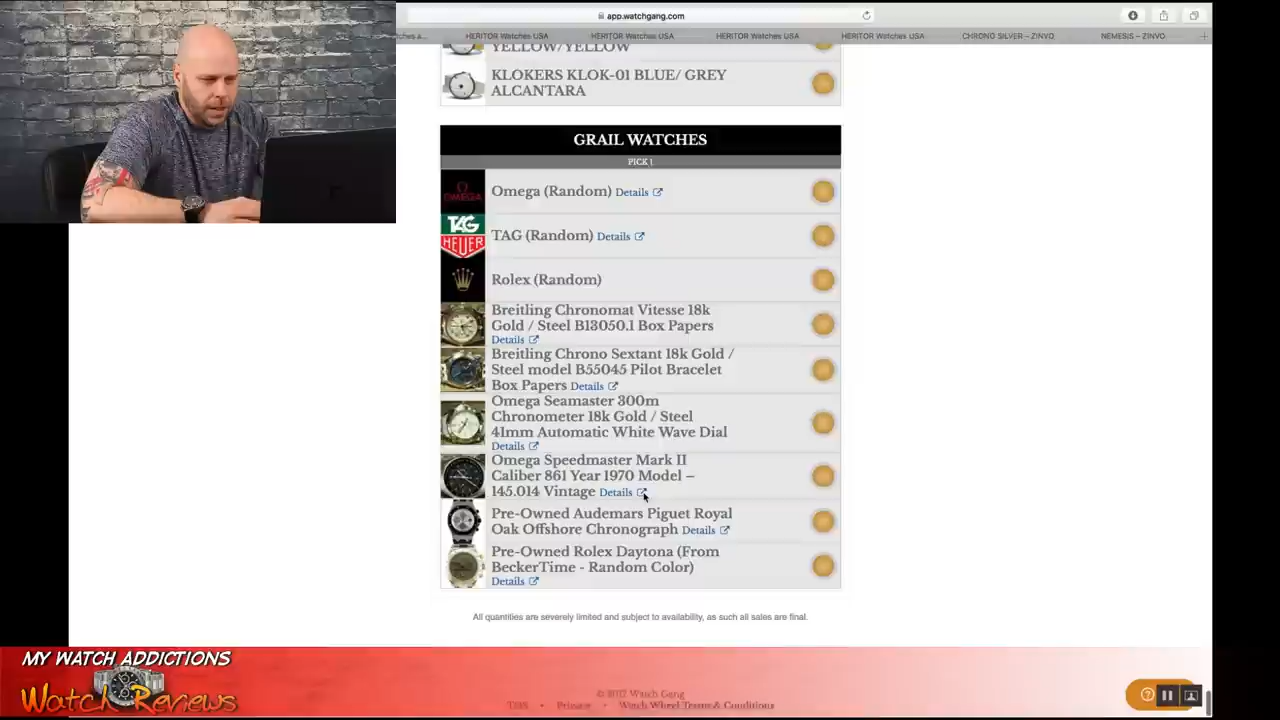 app.watchgang.com
HERITOR Watches USA HERITOR Watches USA HERITOR Watches USA HERITOR Watches USA CHRONO SILVER – ZINVO NEMESIS – ZINVO
YELLOW/YELLOW
KLOKERS KLOK-01 BLUE/ GREY
ALCANTARA
GRAIL WATCHES
PICK 1
OMEGA
Omega (Random) Details
TAG
HEUER
TAG (Random) Details
Rolex (Random)
Breitling Chronomat Vitesse 18k
Gold / Steel B13050.1 Box Papers
Details
Breitling Chrono Sextant 18k Gold /
Steel model B55045 Pilot Bracelet
Box Papers Details
Omega Seamaster 300m
Chronometer 18k Gold / Steel
41mm Automatic White Wave Dial
Details
Omega Speedmaster Mark II
Caliber 861 Year 1970 Model –
145.014 Vintage Details
Pre-Owned Audemars Piguet Royal
Oak Offshore Chronograph Details
Pre-Owned Rolex Daytona (From
BeckerTime - Random Color)
Details
All quantities are severely limited and subject to availability, as such all sales are final.
MY WATCH ADDICTIONS
Watch Reviews
© 2017 Watch Gang
TOS • Privacy • Watch Wheel Terms & Conditions